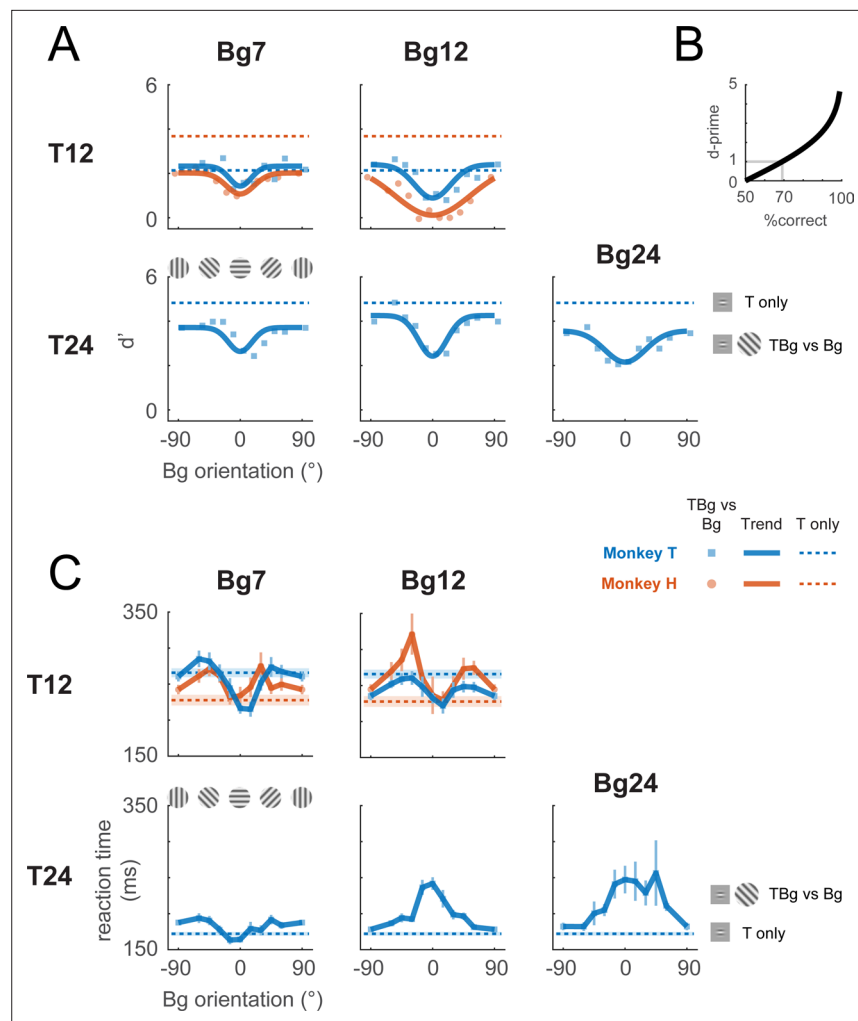 A
Bg7
Bg12
B
T12
6
0
d-prime
5
1
0
50
70
100
%correct
Bg24
T24
6
d'
0
-90
0
90
-90
0
90
-90
0
90
Bg orientation (°)
T only
TBg vs Bg
TBg vs
Bg
Trend
T only
Monkey T
Monkey H
C
Bg7
Bg12
T12
350
150
Bg24
T24
350
reaction time
(ms)
150
-90
0
90
-90
0
90
-90
0
90
Bg orientation (°)
TBg vs Bg
T only